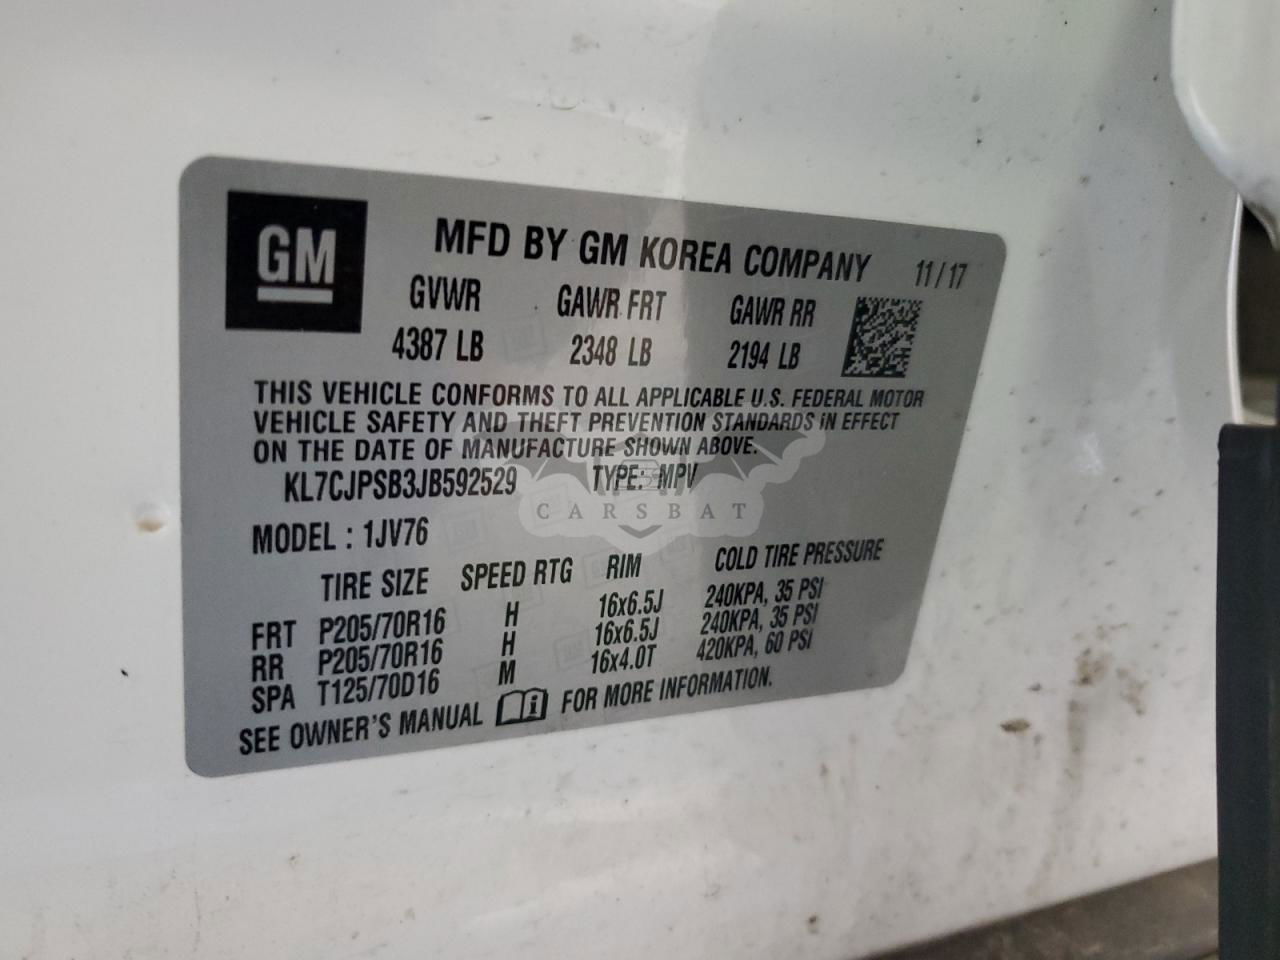 GM
MFD BY GM KOREA COMPANY 11/17
GVWR GAWR FRT GAWR RR
4387 LB 2348 LB 2194 LB
THIS VEHICLE CONFORMS TO ALL APPLICABLE U.S. FEDERAL MOTOR
VEHICLE SAFETY AND THEFT PREVENTION STANDARDS IN EFFECT
ON THE DATE OF MANUFACTURE SHOWN ABOVE.
KL7CJPSB3JB592529 TYPE: MPV
CARSBAT
MODEL : 1JV76
TIRE SIZE SPEED RTG RIM COLD TIRE PRESSURE
FRT P205/70R16 H 16x6.5J 240KPA, 35 PSI
RR P205/70R16 H 16x6.5J 240KPA, 35 PSI
SPA T125/70D16 M 16x4.0T 420KPA, 60 PSI
SEE OWNER'S MANUAL i FOR MORE INFORMATION.